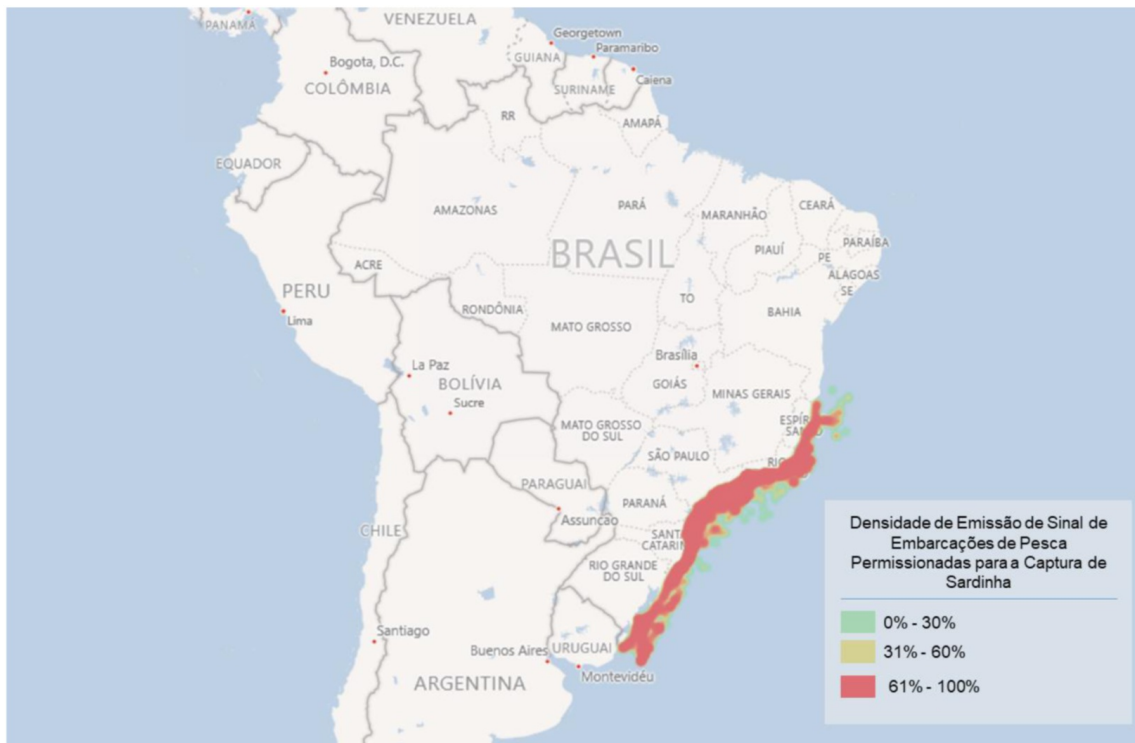 VENEZUELA
PANAMÁ
Georgetown
Paramaribo
GUIANA
Caiena
Bogota, D.C.
SURINAME
COLÔMBIA
RR
AMAPÁ
EQUADOR
AMAZONAS
PARÁ
MARANHÃO
CEARÁ
BRASIL
PIAUÍ
PARAÍBA
PE
ACRE
ALAGOAS
SE
PERU
TO
RONDÔNIA
BAHIA
Lima
MATO GROSSO
La Paz
Brasília
BOLÍVIA
GOIÁS
MINAS GERAIS
Sucre
MATO GROSSO
DO SUL
SÃO PAULO
PARAGUAI
PARANÁ
Assunção
CHILE
RIO GRANDE
DO SUL
Santiago
Buenos Aires
URUGUAI
Montevidéu
ARGENTINA
Densidade de Emissão de Sinal de
Embarcações de Pesca
Permissionadas para a Captura de
Sardinha
0% - 30%
31% - 60%
61% - 100%